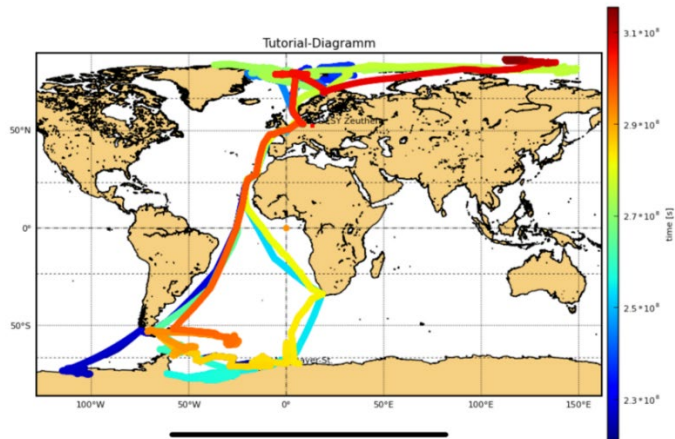 Tutorial-Diagramm
3.1*10⁸
2.9*10⁸
2.7*10⁸
2.5*10⁸
2.3*10⁸
time [s]
50°N
0°
50°S
100°W 50°W 0° 50°E 100°E 150°E
Zeuthen